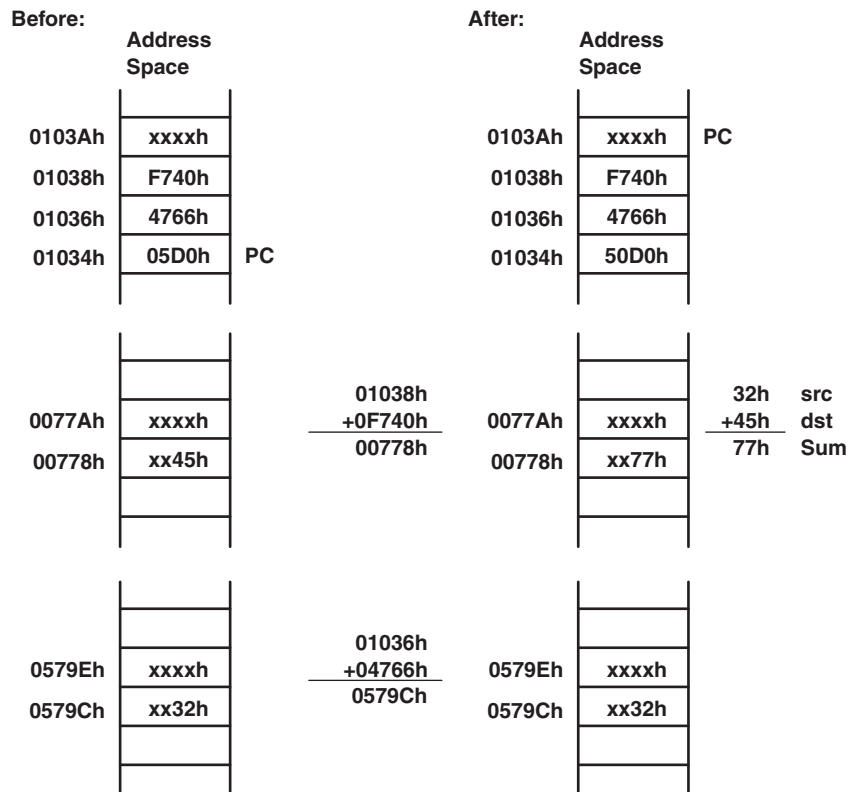 Before:
Address
Space
0103Ah xxxxh
01038h F740h
01036h 4766h
01034h 05D0h PC
0077Ah xxxxh
00778h xx45h
0579Eh xxxxh
0579Ch xx32h
01038h
+0F740h
00778h
01036h
+04766h
0579Ch
After:
Address
Space
0103Ah xxxxh PC
01038h F740h
01036h 4766h
01034h 50D0h
0077Ah xxxxh
00778h xx77h
32h src
+45h dst
77h Sum
0579Eh xxxxh
0579Ch xx32h